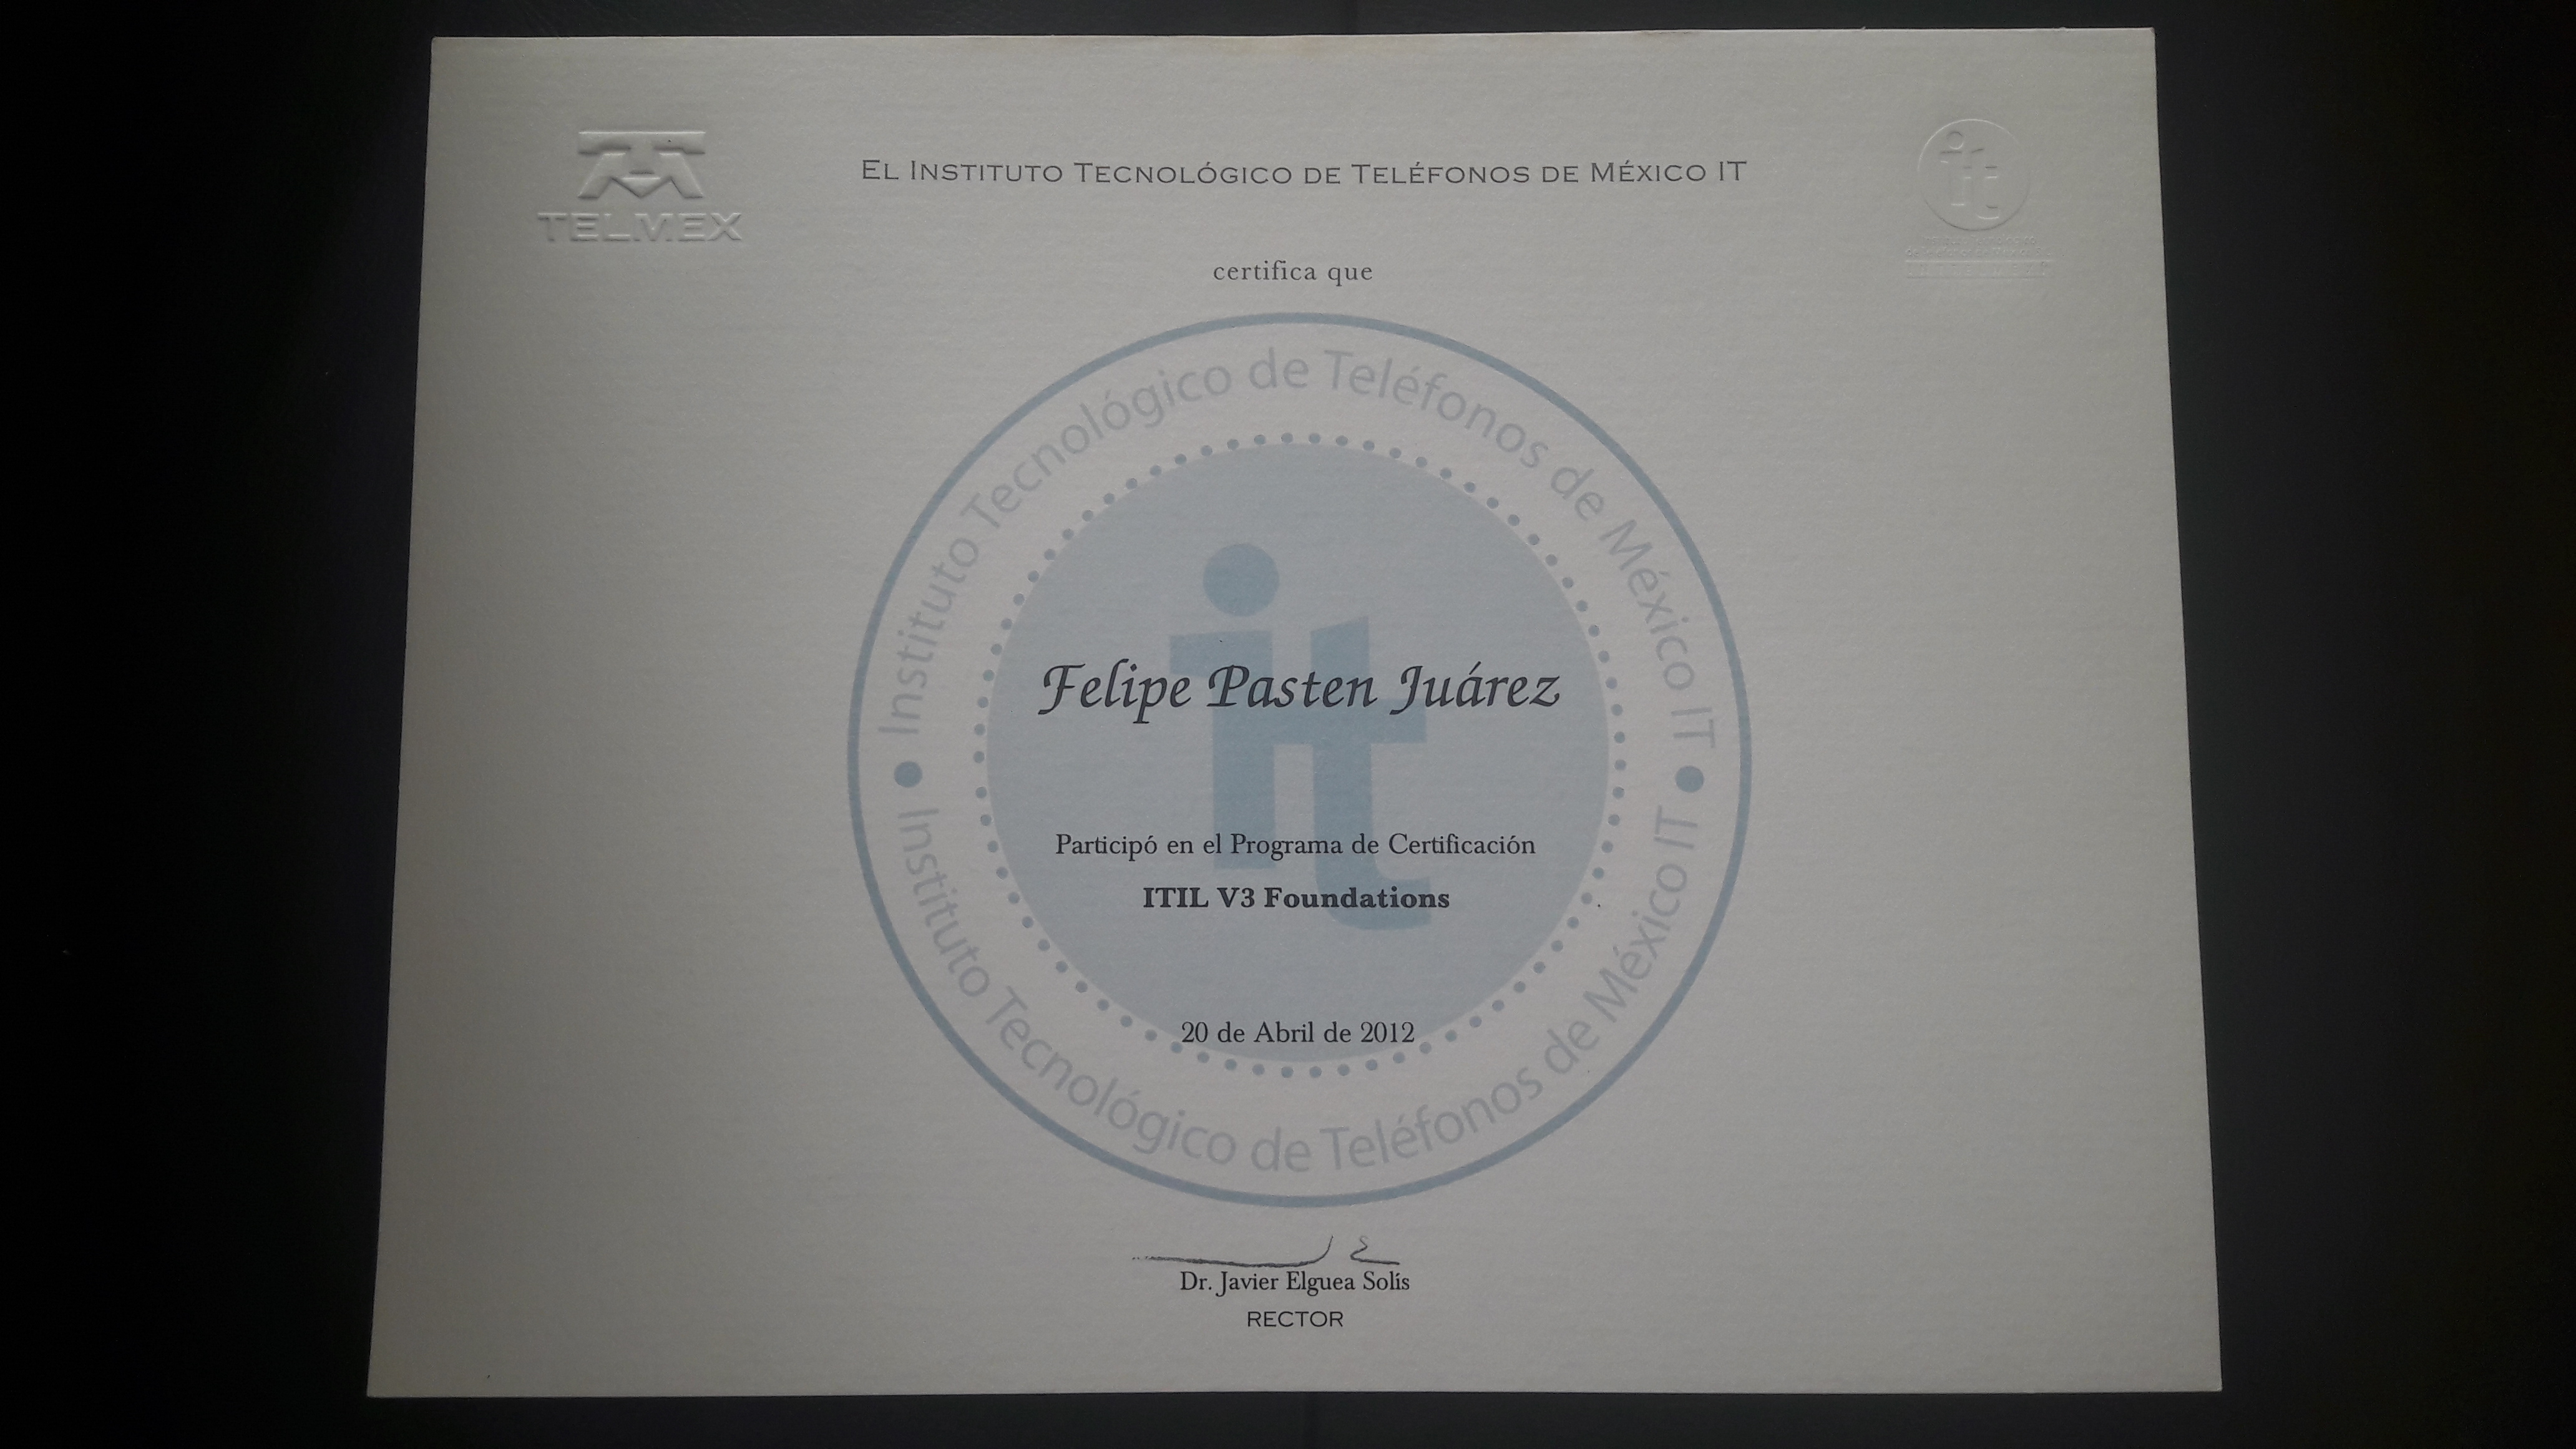 TELMEX
EL INSTITUTO TECNOLÓGICO DE TELÉFONOS DE MÉXICO IT
it
certifica que
Instituto Tecnológico de Teléfonos de México IT
it
Felipe Pasten Juárez
Participó en el Programa de Certificación
ITIL V3 Foundations
20 de Abril de 2012
Instituto Tecnológico de Teléfonos de México IT
Dr. Javier Elguea Solís
RECTOR